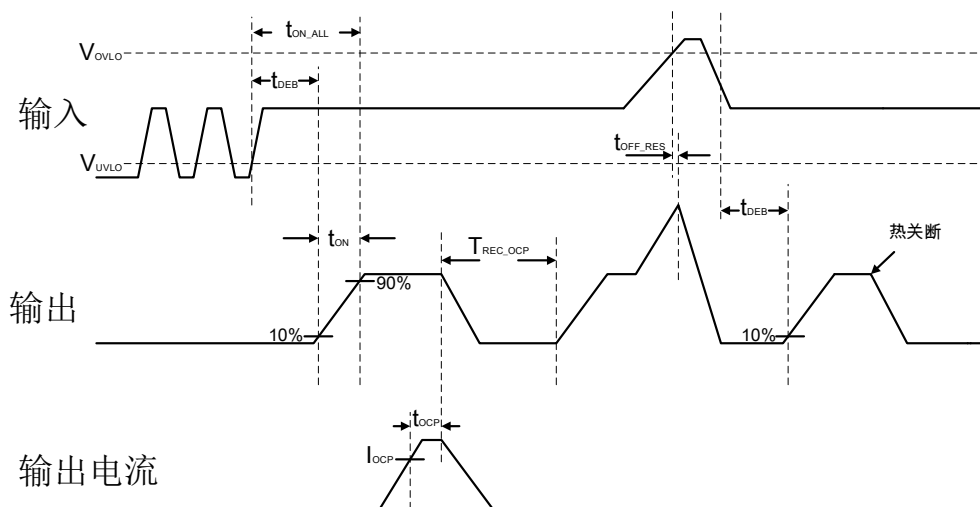 tON_ALL
VOVLO
tDEB
输入
tOFF_RES
VUVLO
tDEB
热关断
tON
TREC_OCP
90%
输出
10%
10%
tOCP
IOCP
输出电流